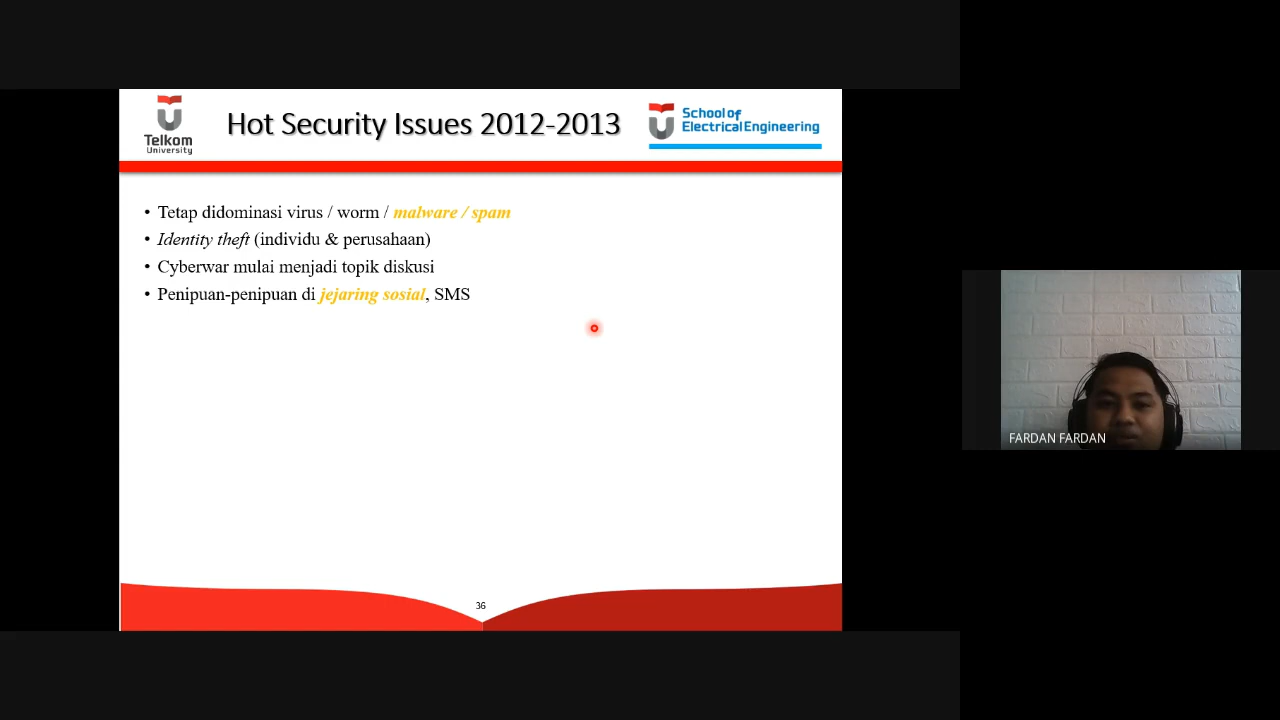 Telkom
University
Hot Security Issues 2012-2013
School of
Electrical Engineering
• Tetap didominasi virus / worm / malware / spam
• Identity theft (individu & perusahaan)
• Cyberwar mulai menjadi topik diskusi
• Penipuan-penipuan di jejaring sosial, SMS
36
FARDAN FARDAN